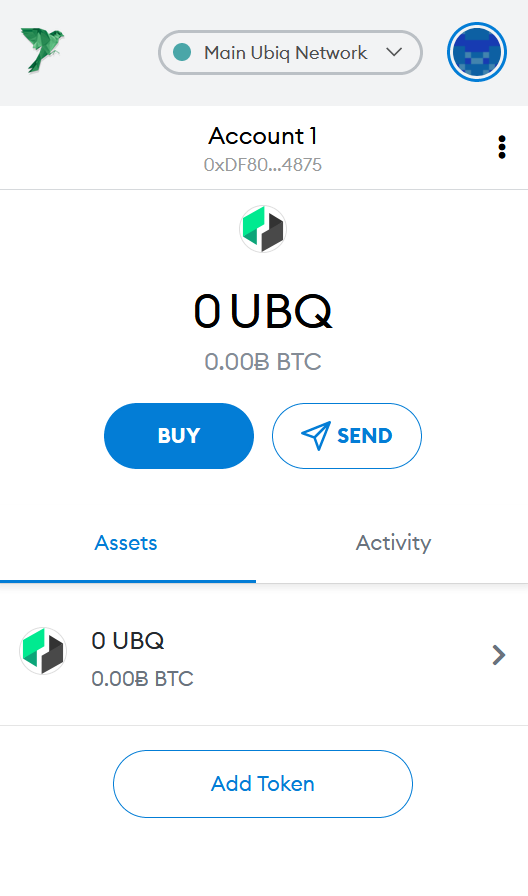 Main Ubiq Network
Account 1
0xDF80...4875
0 UBQ
0.00Ƀ BTC
BUY
SEND
Assets
Activity
0 UBQ
0.00Ƀ BTC
Add Token